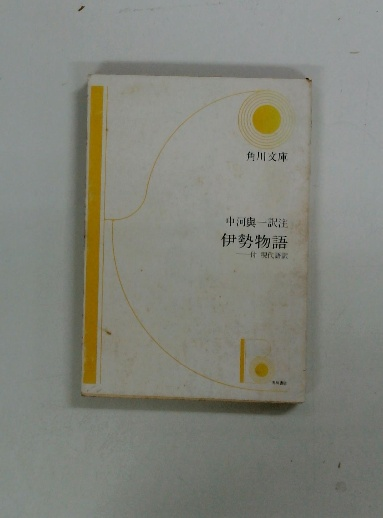 角川文庫
中河與一訳注
伊勢物語
——付 現代語訳